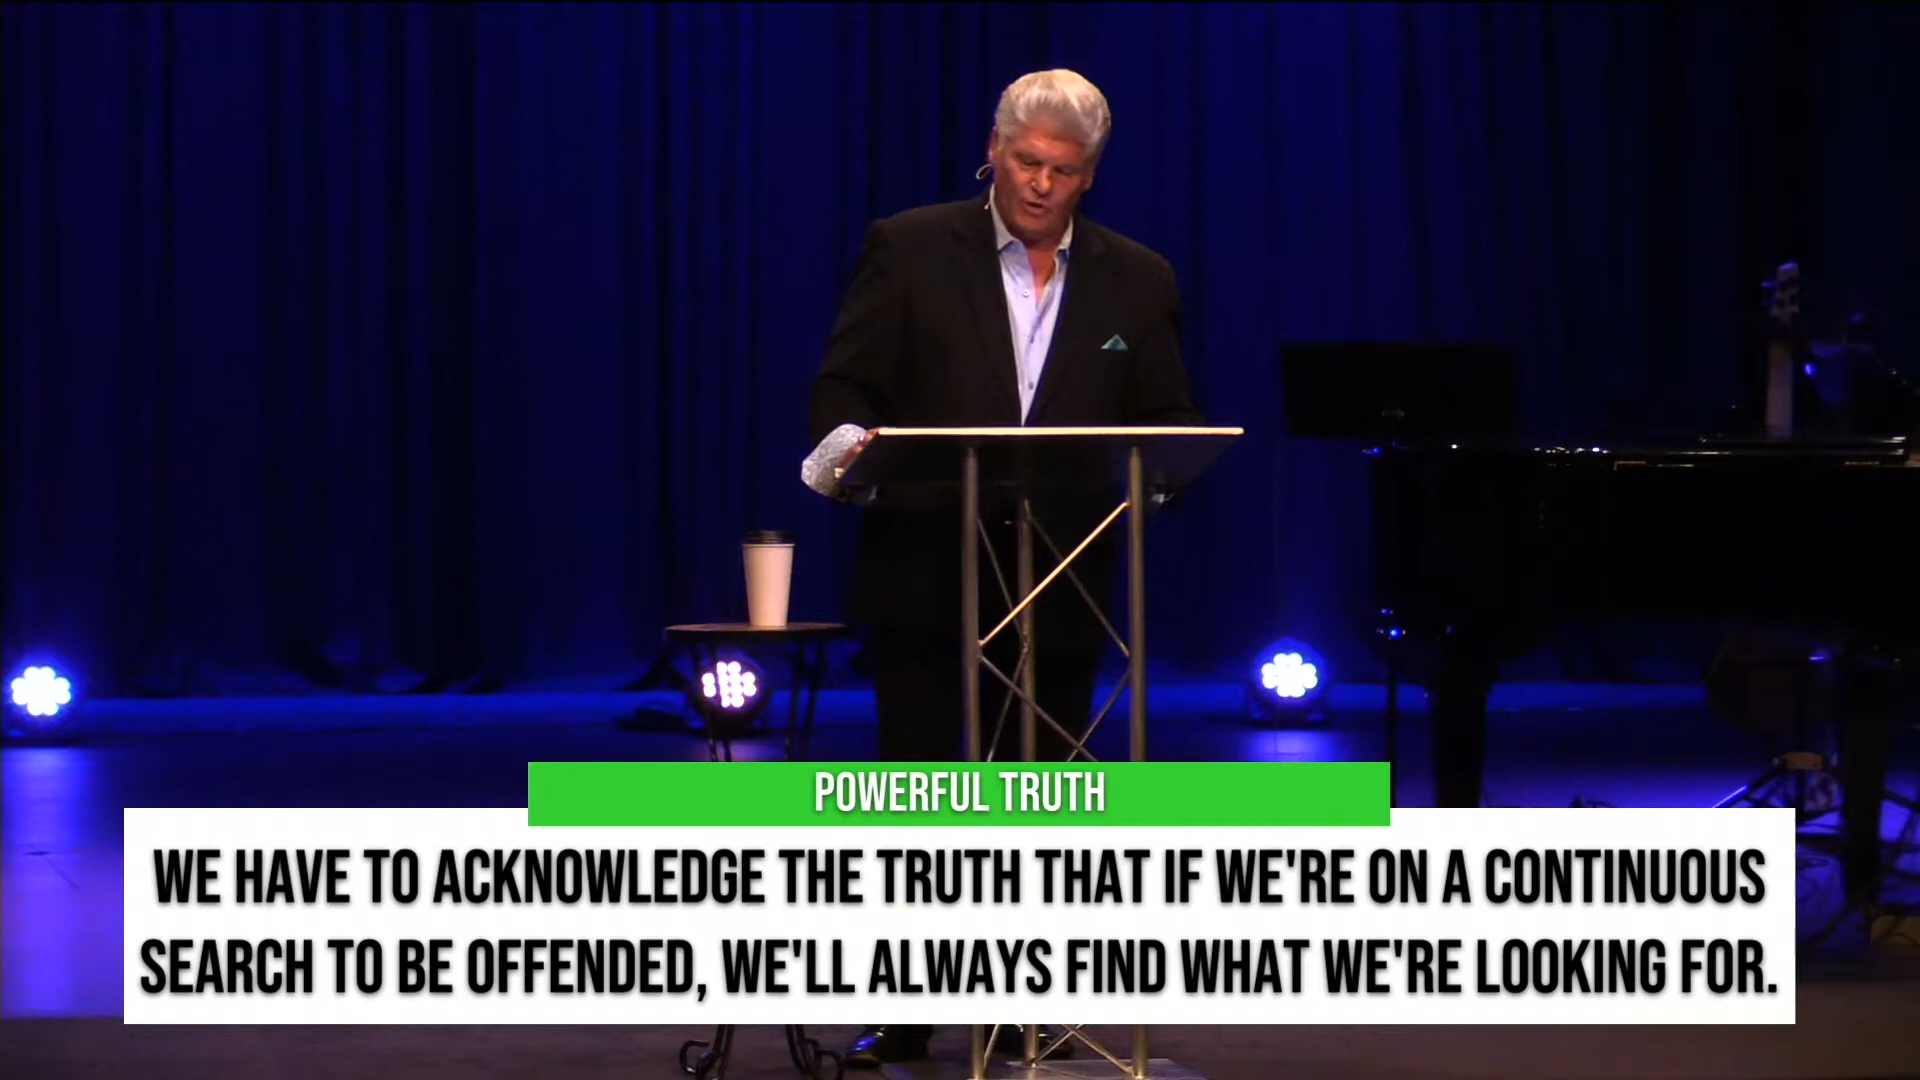 POWERFUL TRUTH
WE HAVE TO ACKNOWLEDGE THE TRUTH THAT IF WE'RE ON A CONTINUOUS
SEARCH TO BE OFFENDED, WE'LL ALWAYS FIND WHAT WE'RE LOOKING FOR.